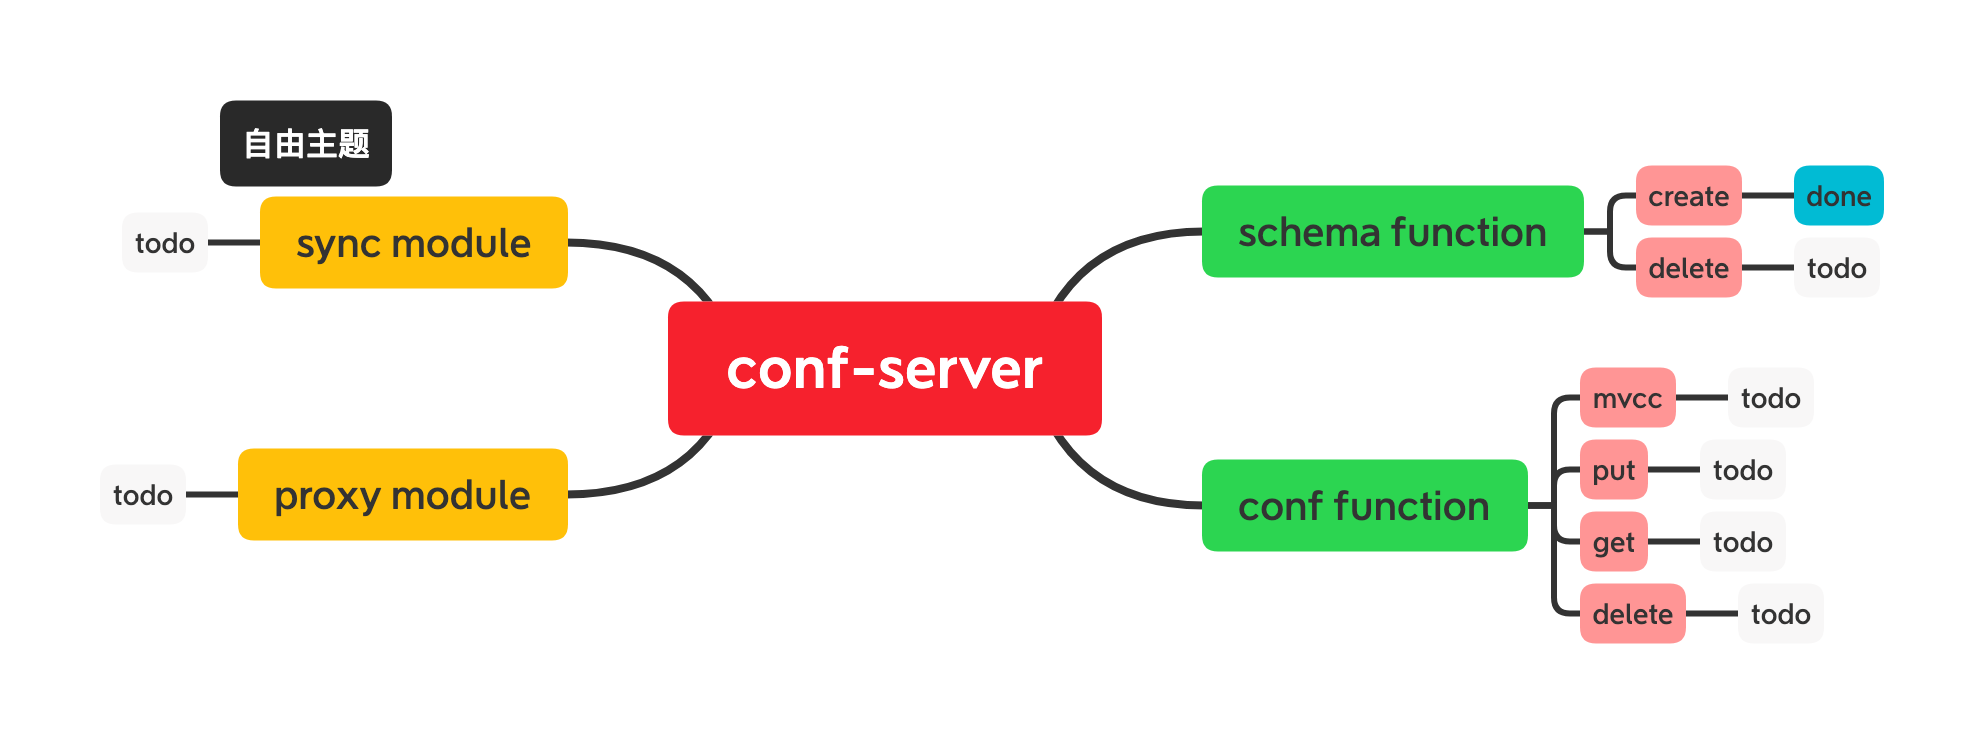 自由主题
todo
sync module
schema function
create
done
delete
todo
conf-server
todo
proxy module
conf function
mvcc
todo
put
todo
get
todo
delete
todo